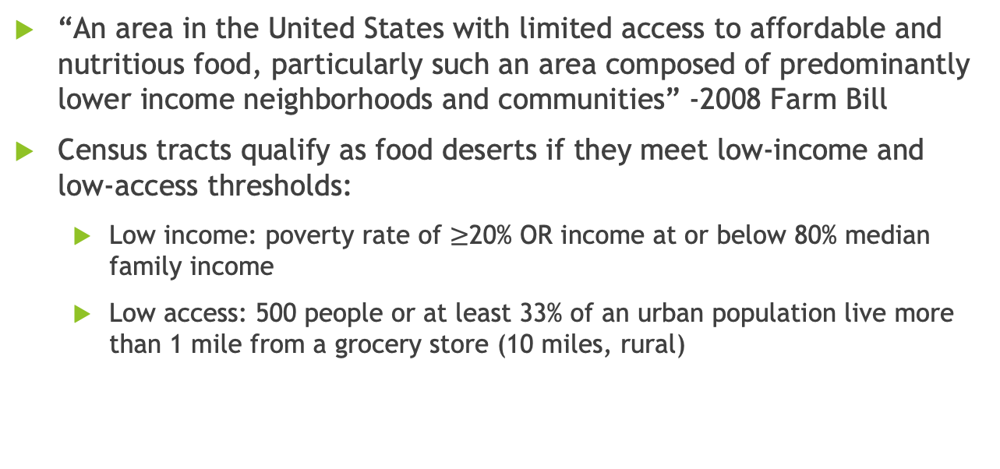 “An area in the United States with limited access to affordable and
nutritious food, particularly such an area composed of predominantly
lower income neighborhoods and communities” -2008 Farm Bill
Census tracts qualify as food deserts if they meet low-income and
low-access thresholds:
Low income: poverty rate of ≥20% OR income at or below 80% median
family income
Low access: 500 people or at least 33% of an urban population live more
than 1 mile from a grocery store (10 miles, rural)